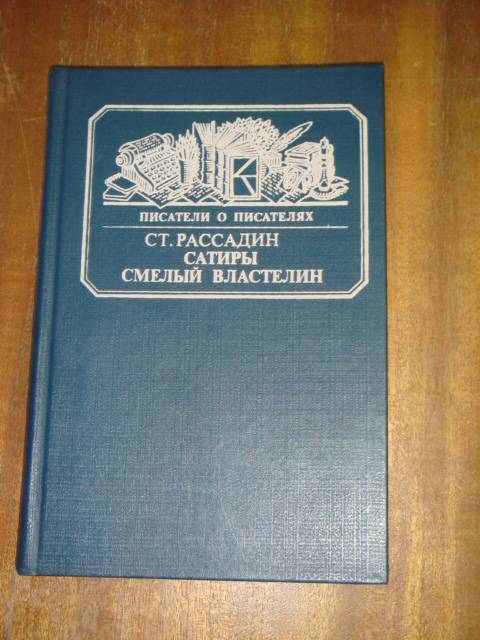 ПИСАТЕЛИ О ПИСАТЕЛЯХ
СТ. РАССАДИН
САТИРЫ
СМЕЛЫЙ ВЛАСТЕЛИН